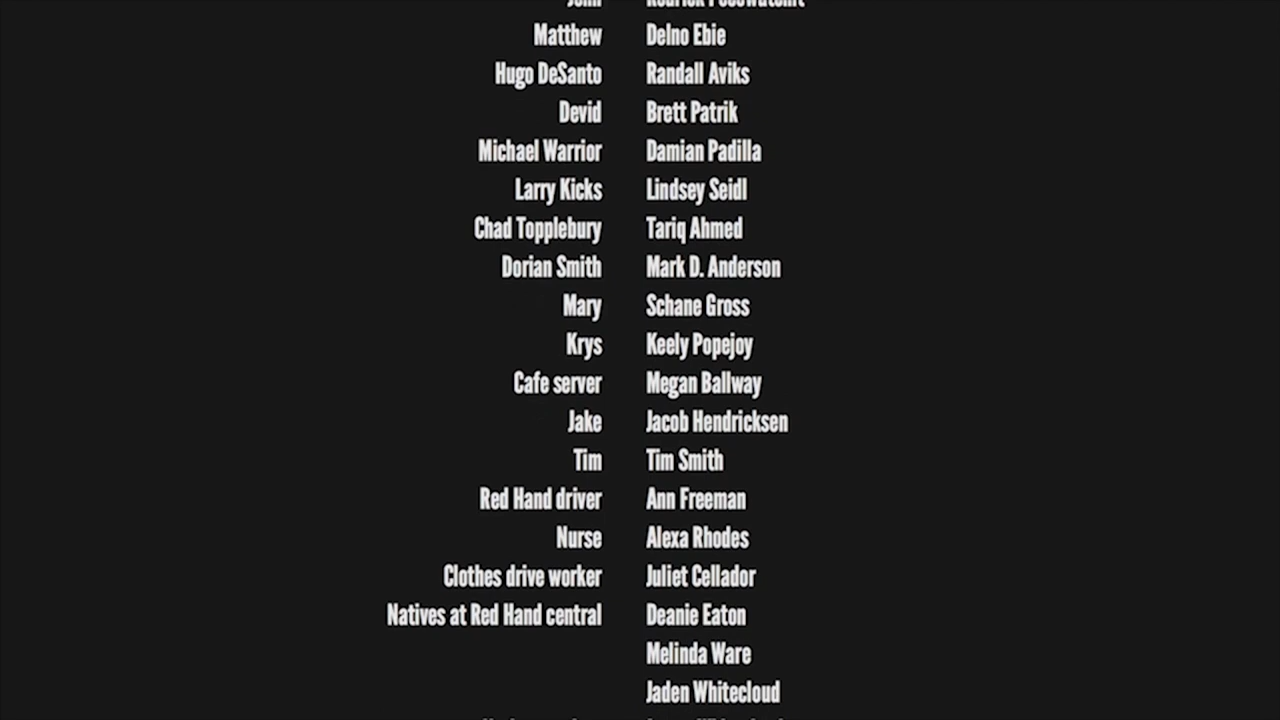 Matthew Delno Ebie
Hugo DeSanto Randall Aviks
Devid Brett Patrik
Michael Warrior Damian Padilla
Larry Kicks Lindsey Seidl
Chad Topplebury Tariq Ahmed
Dorian Smith Mark D. Anderson
Mary Schane Gross
Krys Keely Popejoy
Cafe server Megan Ballway
Jake Jacob Hendricksen
Tim Tim Smith
Red Hand driver Ann Freeman
Nurse Alexa Rhodes
Clothes drive worker Juliet Cellador
Natives at Red Hand central Deanie Eaton
Melinda Ware
Jaden Whitecloud